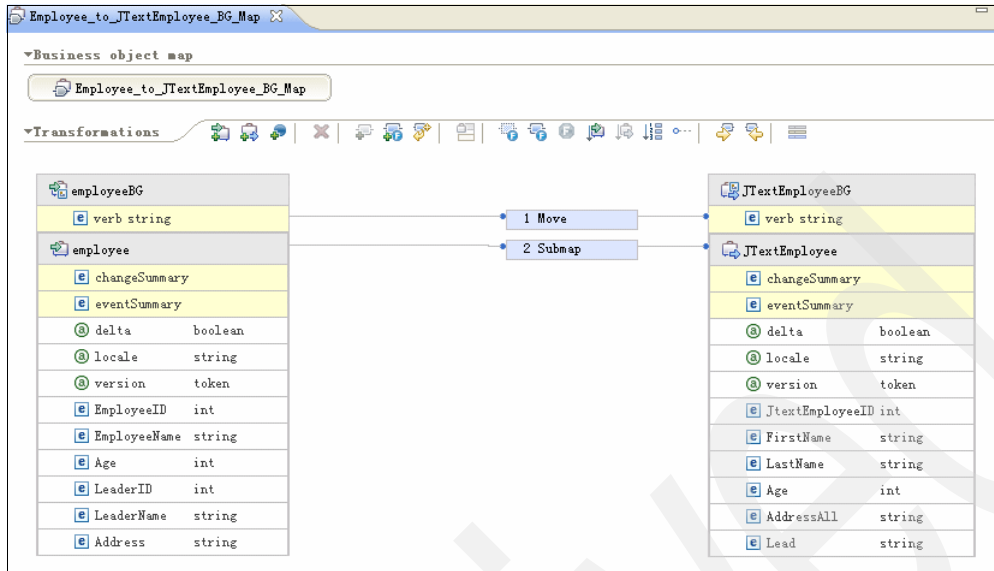 Employee_to_JTextEmployee_BG_Map
Business object map
Employee_to_JTextEmployee_BG_Map
Transformations
employeeBG
e verb string
employee
e changeSummary
e eventSummary
a delta boolean
a locale string
a version token
e EmployeeID int
e EmployeeName string
e Age int
e LeaderID int
e LeaderName string
e Address string
1 Move
2 Submap
JTextEmployeeBG
e verb string
JTextEmployee
e changeSummary
e eventSummary
a delta boolean
a locale string
a version token
e JtextEmployeeID int
e FirstName string
e LastName string
e Age int
e AddressAll string
e Lead string